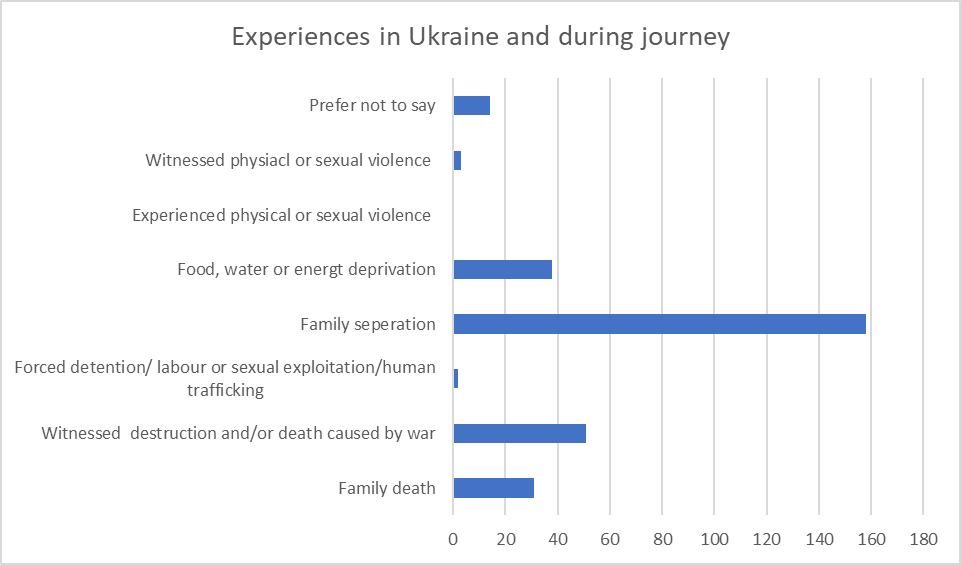 Experiences in Ukraine and during journey
Prefer not to say
Witnessed physiacl or sexual violence
Experienced physical or sexual violence
Food, water or energt deprivation
Family seperation
Forced detention/ labour or sexual exploitation/human
trafficking
Witnessed  destruction and/or death caused by war
Family death
0 20 40 60 80 100 120 140 160 180